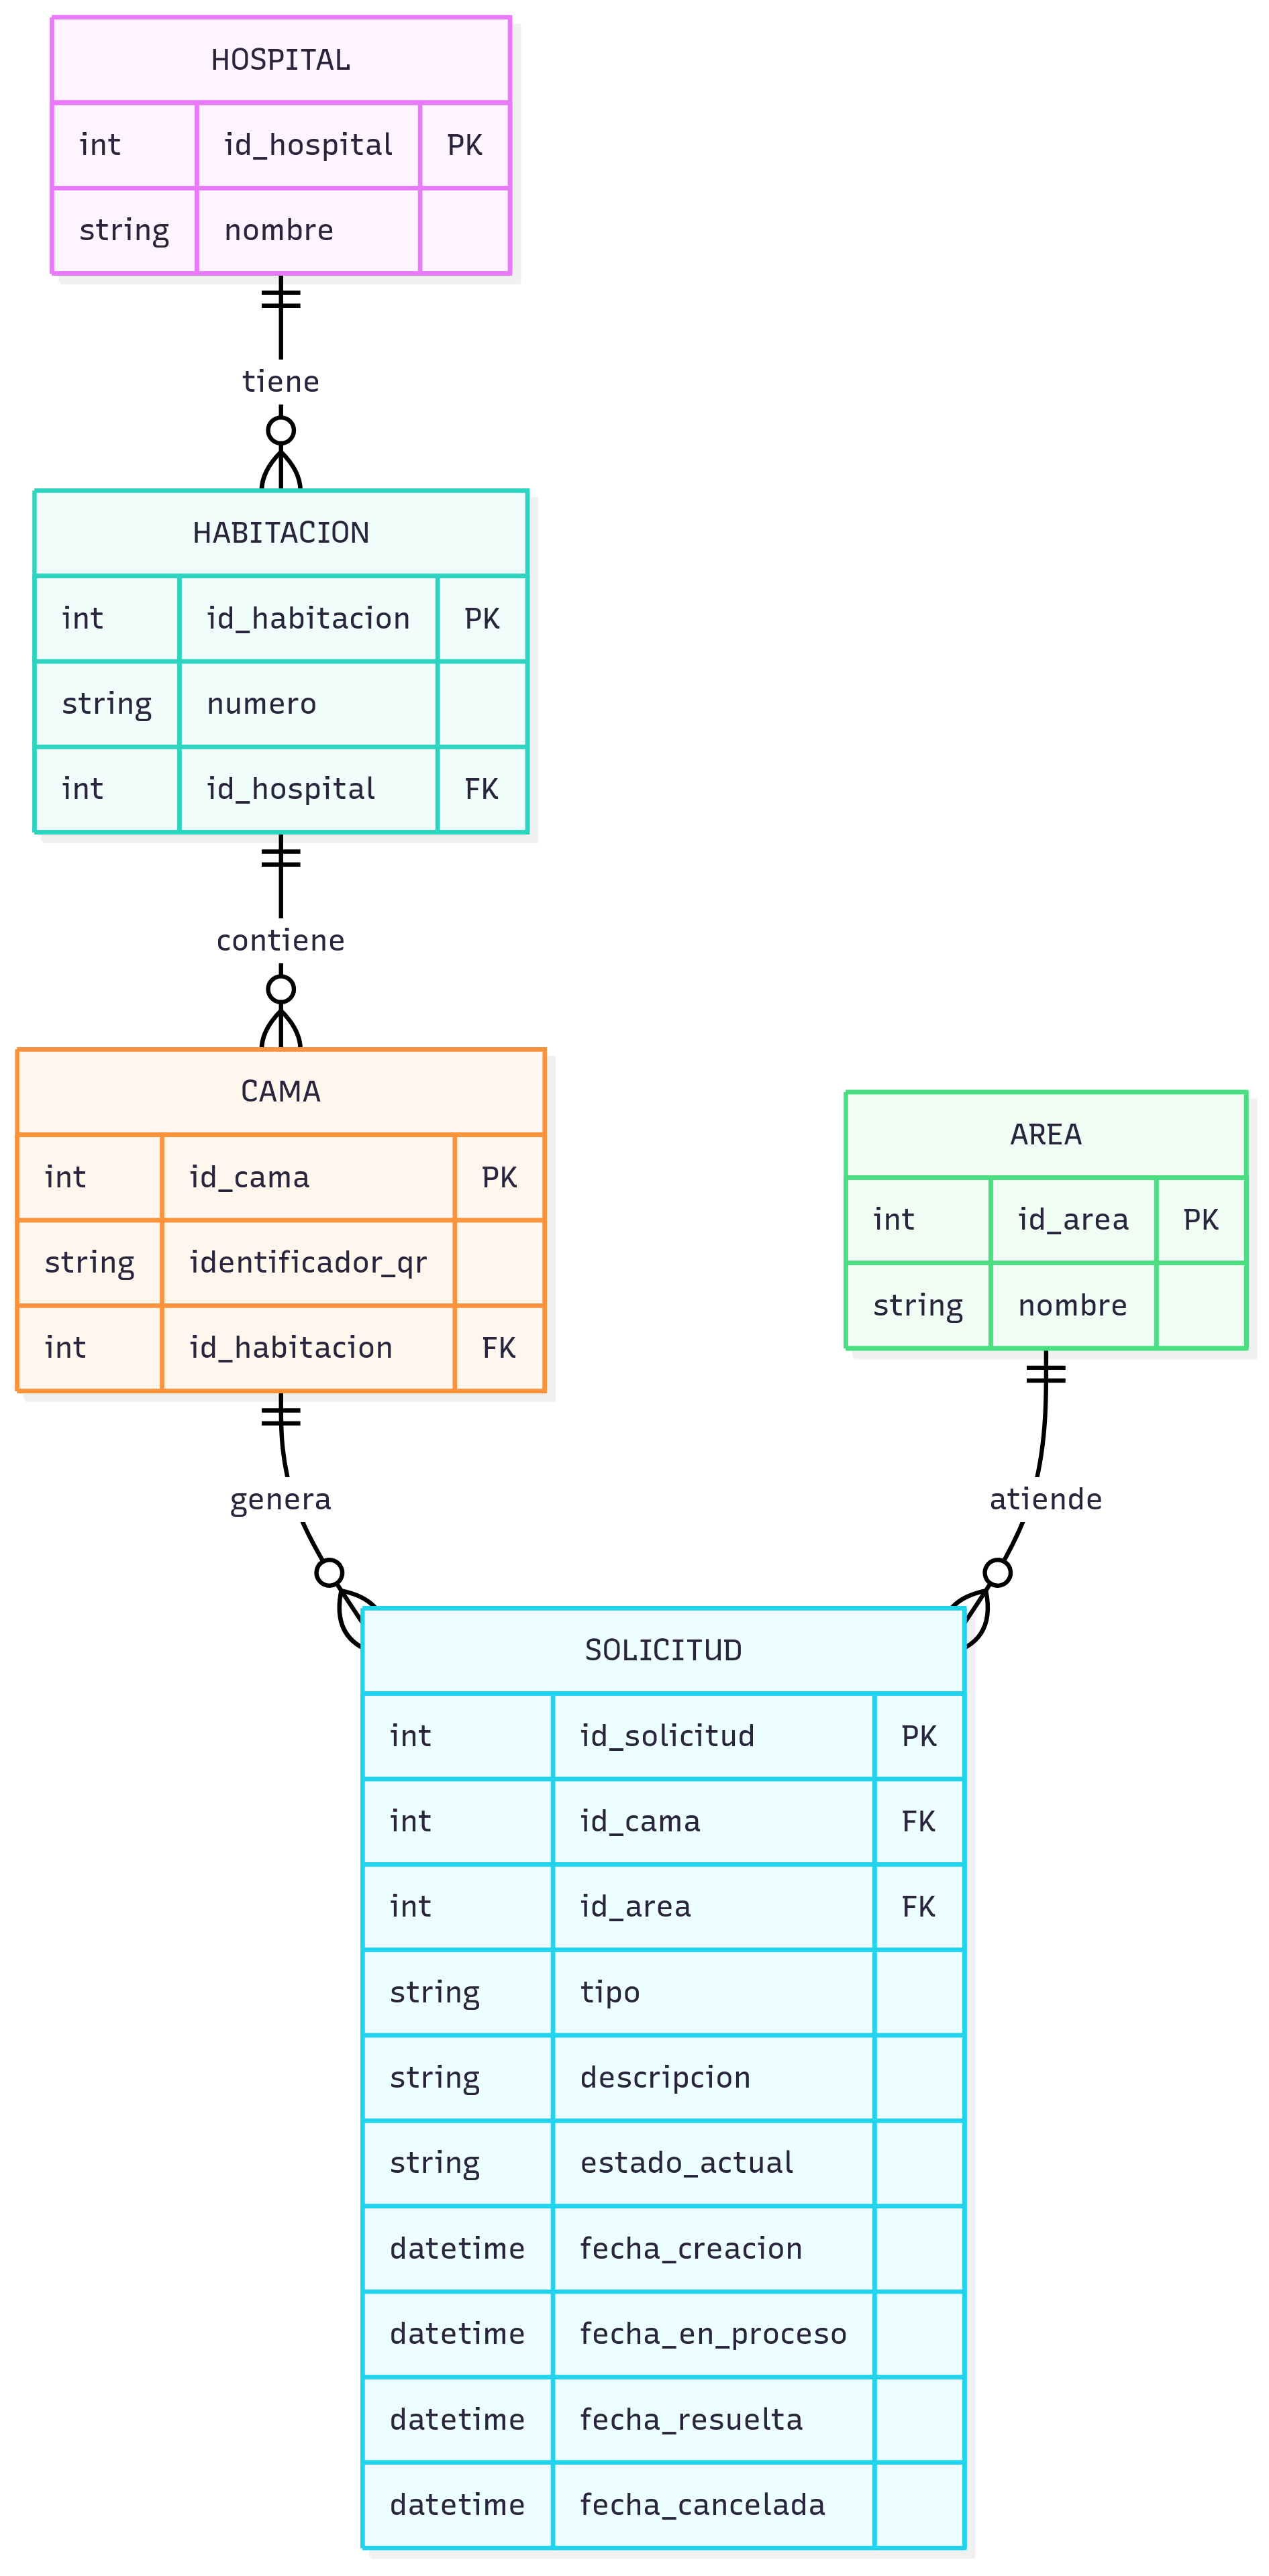 HOSPITAL
int id_hospital PK
string nombre
tiene
HABITACION
int id_habitacion PK
string numero
int id_hospital FK
contiene
CAMA
int id_cama PK
string identificador_qr
int id_habitacion FK
AREA
int id_area PK
string nombre
genera
atiende
SOLICITUD
int id_solicitud PK
int id_cama FK
int id_area FK
string tipo
string descripcion
string estado_actual
datetime fecha_creacion
datetime fecha_en_proceso
datetime fecha_resuelta
datetime fecha_cancelada